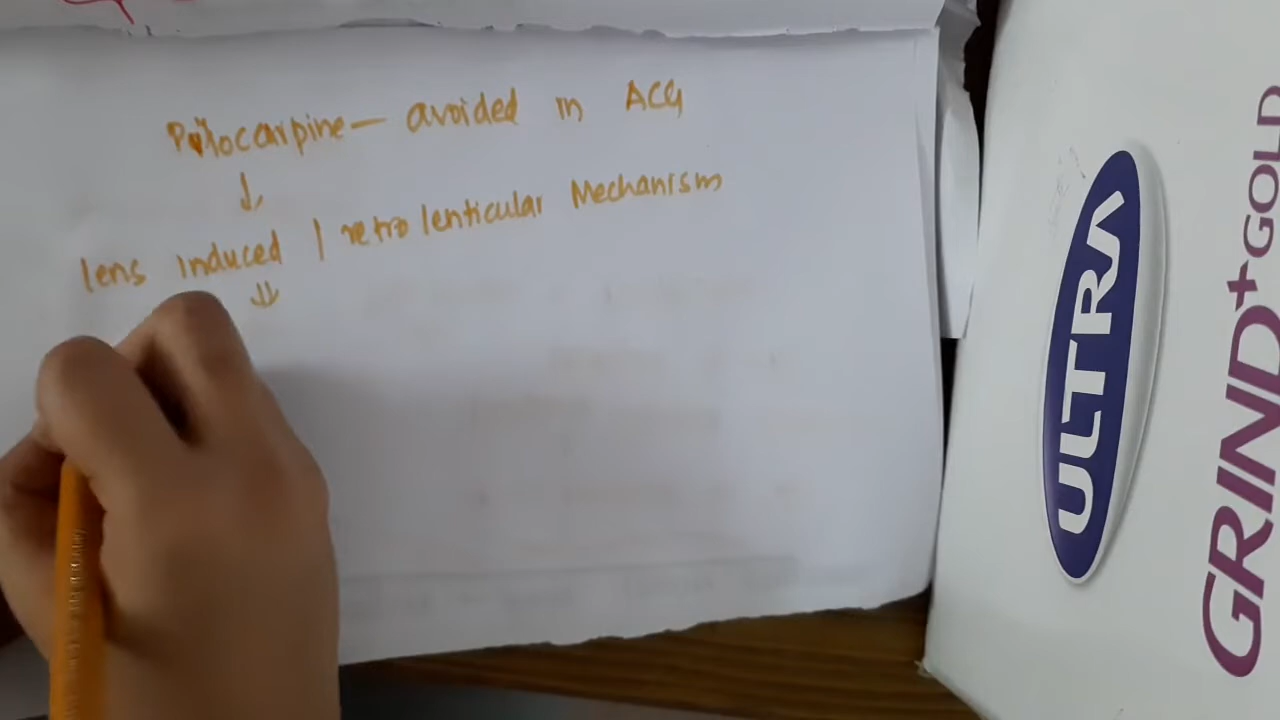 Pilocarpine — avoided in ACG
↓
lens induced | retro lenticular Mechanism
⇓
ULTRA
GRIND+GOLD